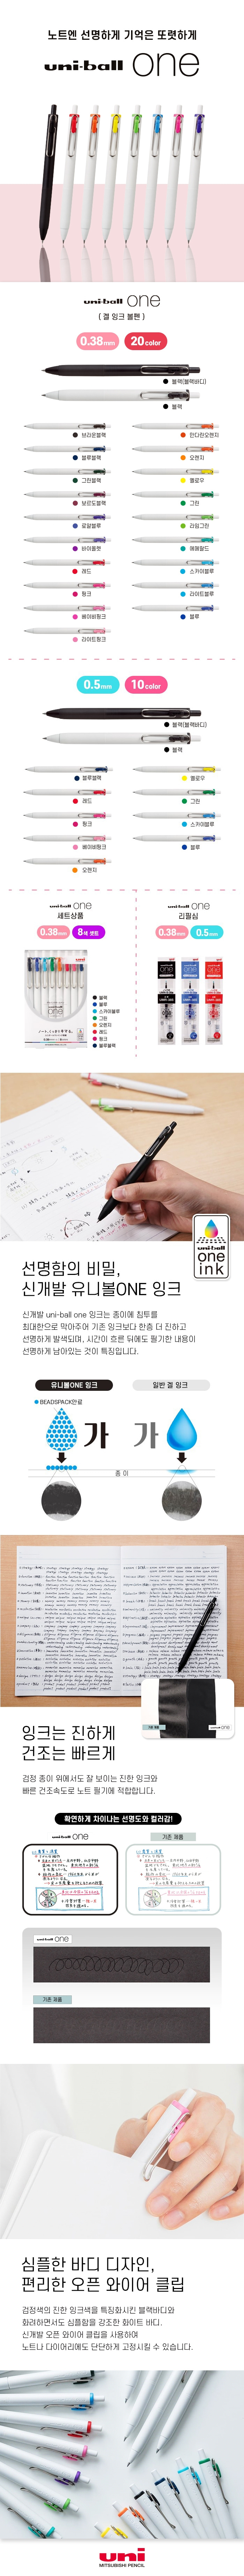 노트엔 선명하게 기억은 또렷하게
uni-ball one
uni-ball one
( 겔 잉크 볼펜 )
0.38mm 20color
블랙(블랙바디)
블랙
브라운블랙
만다린오렌지
블루블랙
오렌지
그린블랙
옐로우
보르도블랙
그린
로얄블루
라임그린
바이올렛
에메랄드
레드
스카이블루
핑크
라이트블루
베이비핑크
블루
라이트핑크
0.5mm 10color
블랙(블랙바디)
블랙
블루블랙
옐로우
레드
그린
핑크
스카이블루
베이비핑크
블루
오렌지
uni-ball one
세트상품
0.38mm 8색 셋트
블랙
블루
스카이블루
그린
오렌지
레드
핑크
블루블랙
uni-ball one
리필심
0.38mm 0.5mm
one one one
uni-ball
one
ink
선명함의 비밀,
신개발 유니볼ONE 잉크
신개발 uni-ball one 잉크는 종이에 침투를
최대한으로 막아주어 기존 잉크보다 한층 더 진하고
선명하게 발색되며, 시간이 흐른 뒤에도 필기한 내용이
선명하게 남아있는 것이 특징입니다.
유니볼ONE 잉크
일반 겔 잉크
BEADSPACK안료
가 가
종 이
uni-ball one
잉크는 진하게
건조는 빠르게
검정 종이 위에서도 잘 보이는 진한 잉크와
빠른 건조속도로 노트 필기에 적합합니다.
확연하게 차이나는 선명도와 컬러감!
uni-ball one
기존 제품
uni-ball one
기존 제품
심플한 바디 디자인,
편리한 오픈 와이어 클립
검정색의 진한 잉크색을 특징화시킨 블랙바디와
화려하면서도 심플함을 강조한 화이트 바디.
신개발 오픈 와이어 클립을 사용하여
노트나 다이어리에도 단단하게 고정시킬 수 있습니다.
uni
MITSUBISHI PENCIL